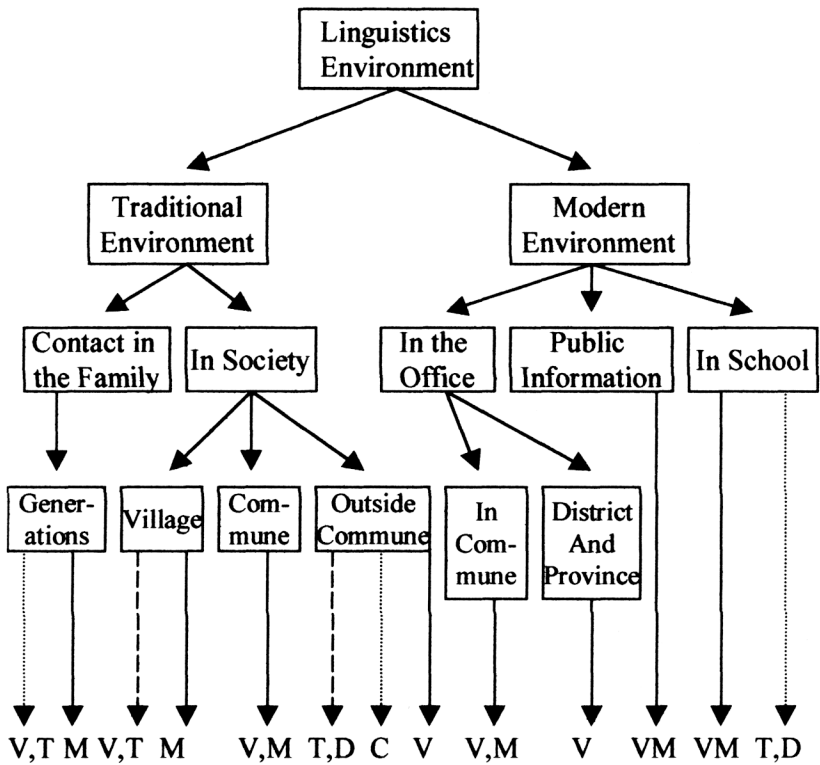 Linguistics
Environment
Traditional
Environment
Modern
Environment
Contact in
the Family
In Society
In the
Office
Public
Information
In School
Gener-
ations
Village
Com-
mune
Outside
Commune
In
Com-
mune
District
And
Province
V,T M V,T M V,M T,D C V V,M V VM VM T,D